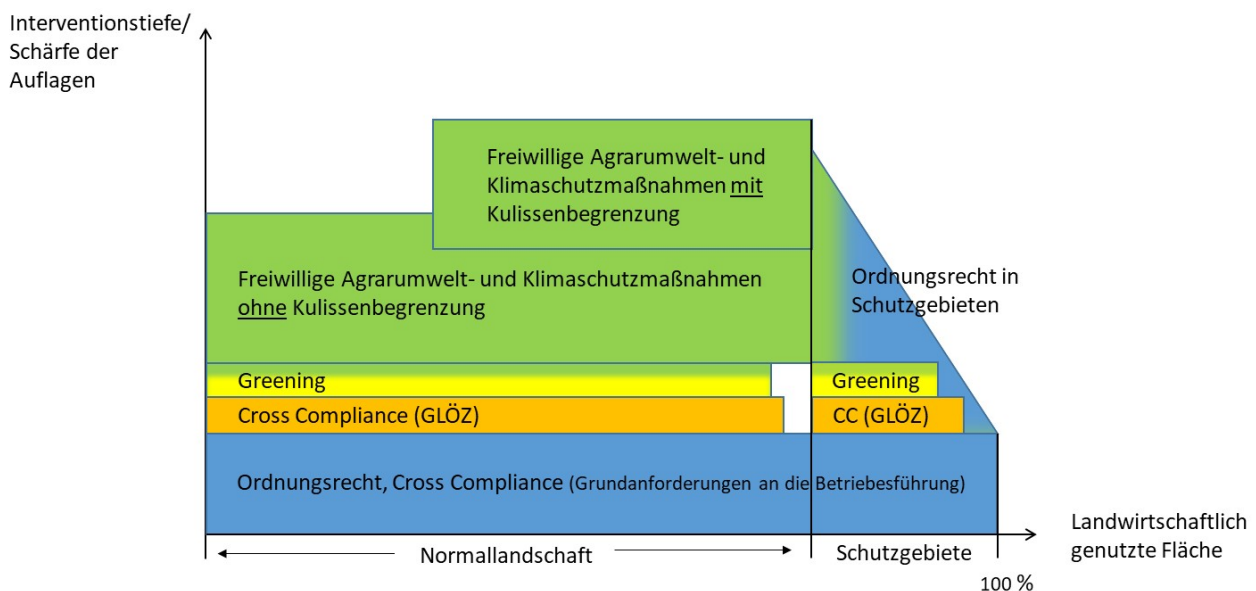 Interventionstiefe/
Schärfe der
Auflagen
Freiwillige Agrarumwelt- und
Klimaschutzmaßnahmen mit
Kulissenbegrenzung
Freiwillige Agrarumwelt- und Klimaschutzmaßnahmen
ohne Kulissenbegrenzung
Ordnungsrecht in
Schutzgebieten
Greening
Greening
Cross Compliance (GLÖZ)
CC (GLÖZ)
Ordnungsrecht, Cross Compliance (Grundanforderungen an die Betriebesführung)
Landwirtschaftlich
genutzte Fläche
Normallandschaft
Schutzgebiete
100 %